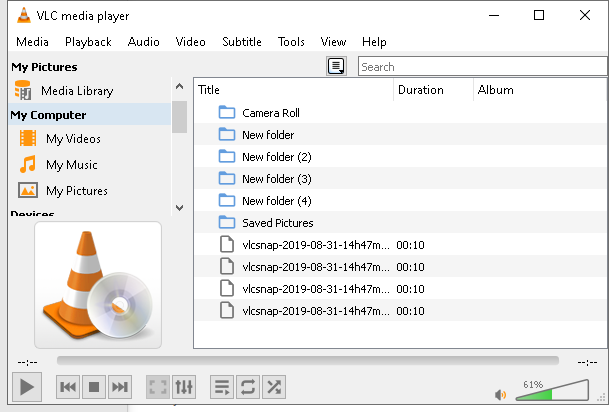 VLC media player
Media Playback Audio Video Subtitle Tools View Help
My Pictures
Search
Media Library
My Computer
My Videos
My Music
My Pictures
Devices
Title Duration Album
Camera Roll
New folder
New folder (2)
New folder (3)
New folder (4)
Saved Pictures
vlcsnap-2019-08-31-14h47m... 00:10
vlcsnap-2019-08-31-14h47m... 00:10
vlcsnap-2019-08-31-14h47m... 00:10
vlcsnap-2019-08-31-14h47m... 00:10
--:-- --:--
61%